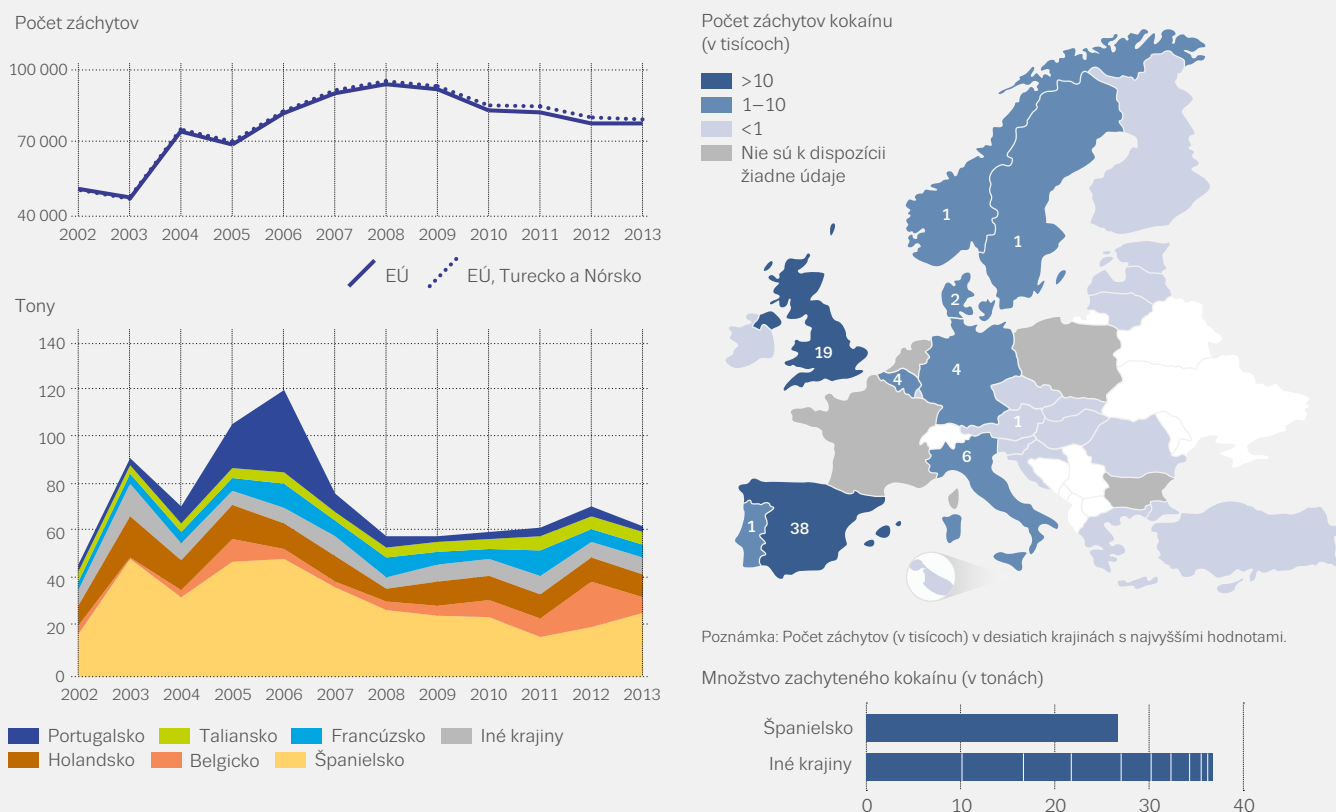 Počet záchytov
100 000
70 000
40 000
2002 2003 2004 2005 2006 2007 2008 2009 2010 2011 2012 2013
EÚ
EÚ, Turecko a Nórsko
Tony
140
120
100
80
60
40
20
0
2002 2003 2004 2005 2006 2007 2008 2009 2010 2011 2012 2013
Portugalsko Taliansko Francúzsko Iné krajiny
Holandsko Belgicko Španielsko
Počet záchytov kokaínu
(v tisícoch)
>10
1–10
<1
Nie sú k dispozícii
žiadne údaje
1
1
2
19
4
4
1
6
1
38
Poznámka: Počet záchytov (v tisícoch) v desiatich krajinách s najvyššími hodnotami.
Množstvo zachyteného kokaínu (v tonách)
Španielsko
Iné krajiny
0 10 20 30 40